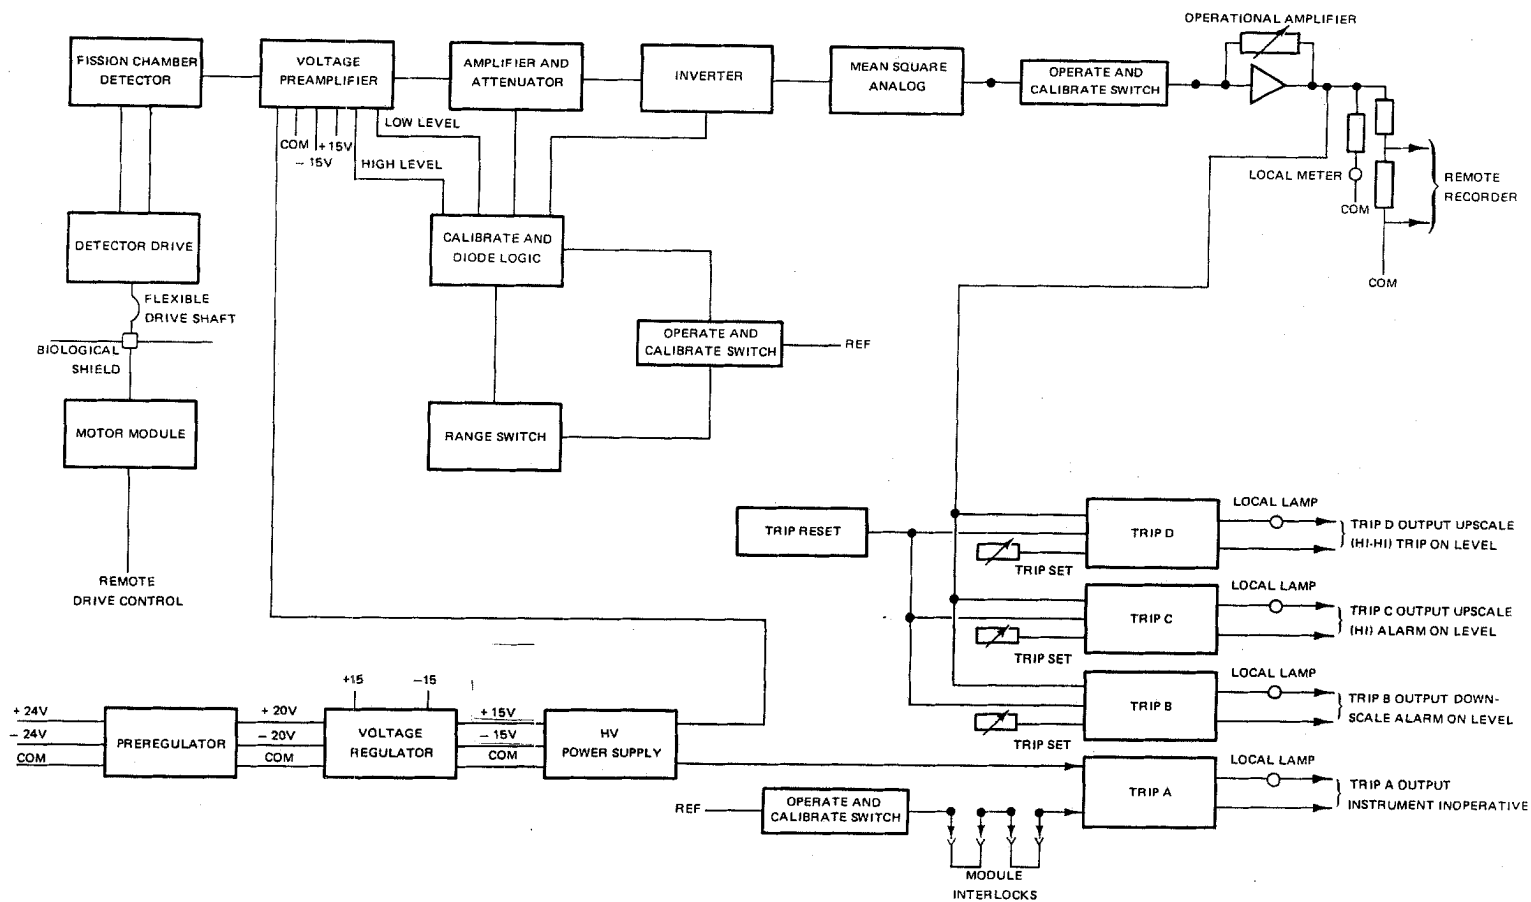 OPERATIONAL AMPLIFIER
FISSION CHAMBER
DETECTOR
VOLTAGE
PREAMPLIFIER
AMPLIFIER AND
ATTENUATOR
INVERTER
MEAN SQUARE
ANALOG
OPERATE AND
CALIBRATE SWITCH
LOW LEVEL
COM
+15V
- 15V
HIGH LEVEL
LOCAL METER
COM
REMOTE
RECORDER
COM
DETECTOR DRIVE
CALIBRATE AND
DIODE LOGIC
FLEXIBLE
DRIVE SHAFT
BIOLOGICAL
SHIELD
OPERATE AND
CALIBRATE SWITCH
REF
MOTOR MODULE
RANGE SWITCH
REMOTE
DRIVE CONTROL
TRIP RESET
TRIP SET
TRIP D
LOCAL LAMP
TRIP D OUTPUT UPSCALE
(HI-HI) TRIP ON LEVEL
TRIP SET
TRIP C
LOCAL LAMP
TRIP C OUTPUT UPSCALE
(HI) ALARM ON LEVEL
TRIP SET
TRIP B
LOCAL LAMP
TRIP B OUTPUT DOWN-
SCALE ALARM ON LEVEL
+ 24V
- 24V
COM
PREREGULATOR
+ 20V
- 20V
COM
+15
-15
VOLTAGE
REGULATOR
+ 15V
- 15V
COM
HV
POWER SUPPLY
TRIP A
LOCAL LAMP
TRIP A OUTPUT
INSTRUMENT INOPERATIVE
REF
OPERATE AND
CALIBRATE SWITCH
MODULE
INTERLOCKS